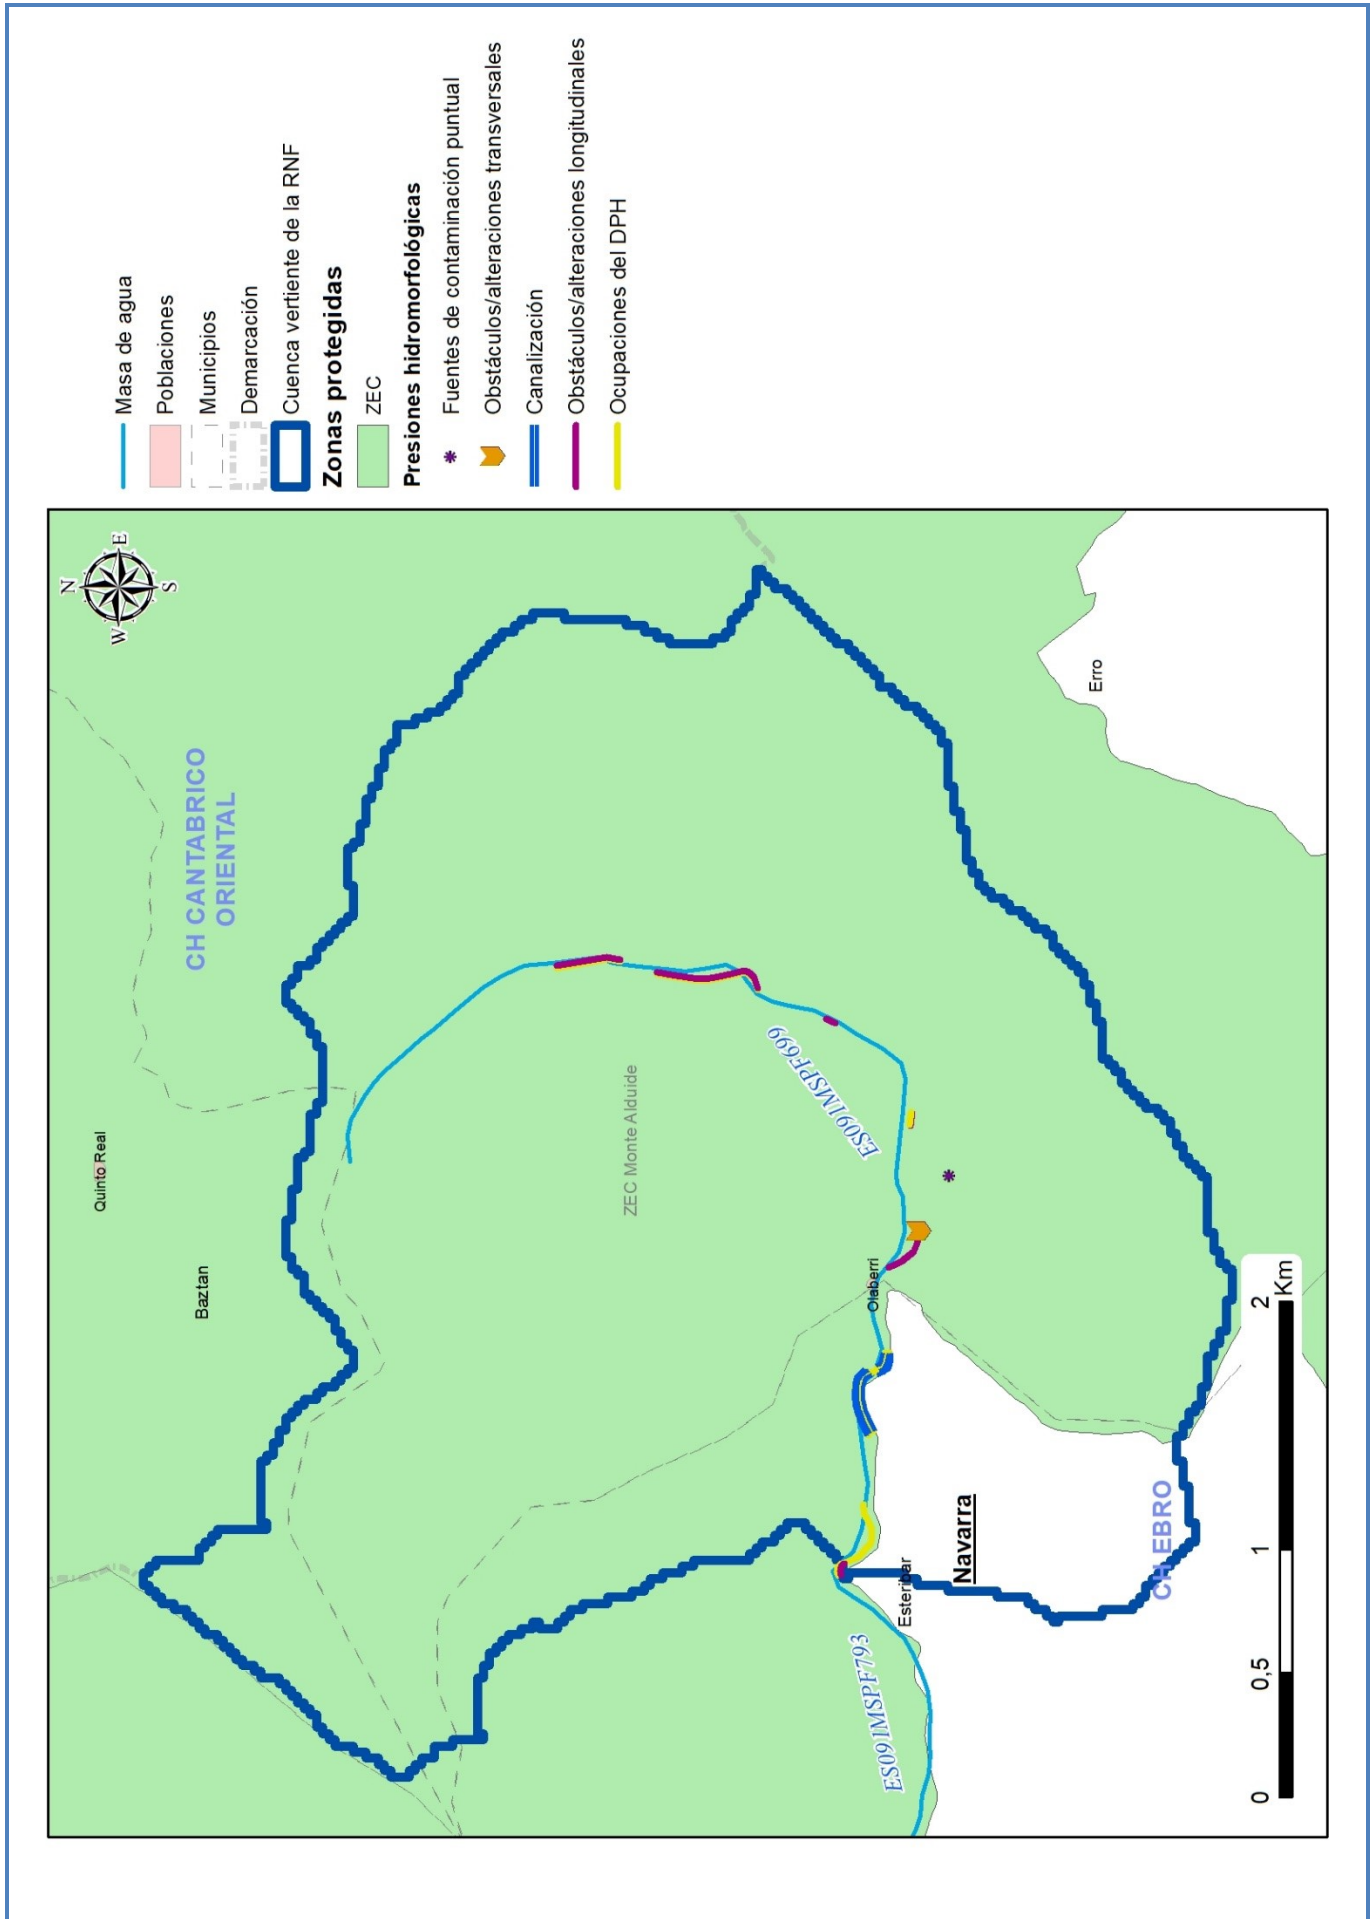 N
W
E
S
CH CANTABRICO
ORIENTAL
Quinto Real
Baztan
ZEC Monte Alduide
ES091MSPF699
Olaberri
Erro
Esteribar
Navarra
ES091MSPF793
CH EBRO
0
0,5
1
2
Km
Masa de agua
Poblaciones
Municipios
Demarcación
Cuenca vertiente de la RNF
Zonas protegidas
ZEC
Presiones hidromorfológicas
Fuentes de contaminación puntual
Obstáculos/alteraciones transversales
Canalización
Obstáculos/alteraciones longitudinales
Ocupaciones del DPH